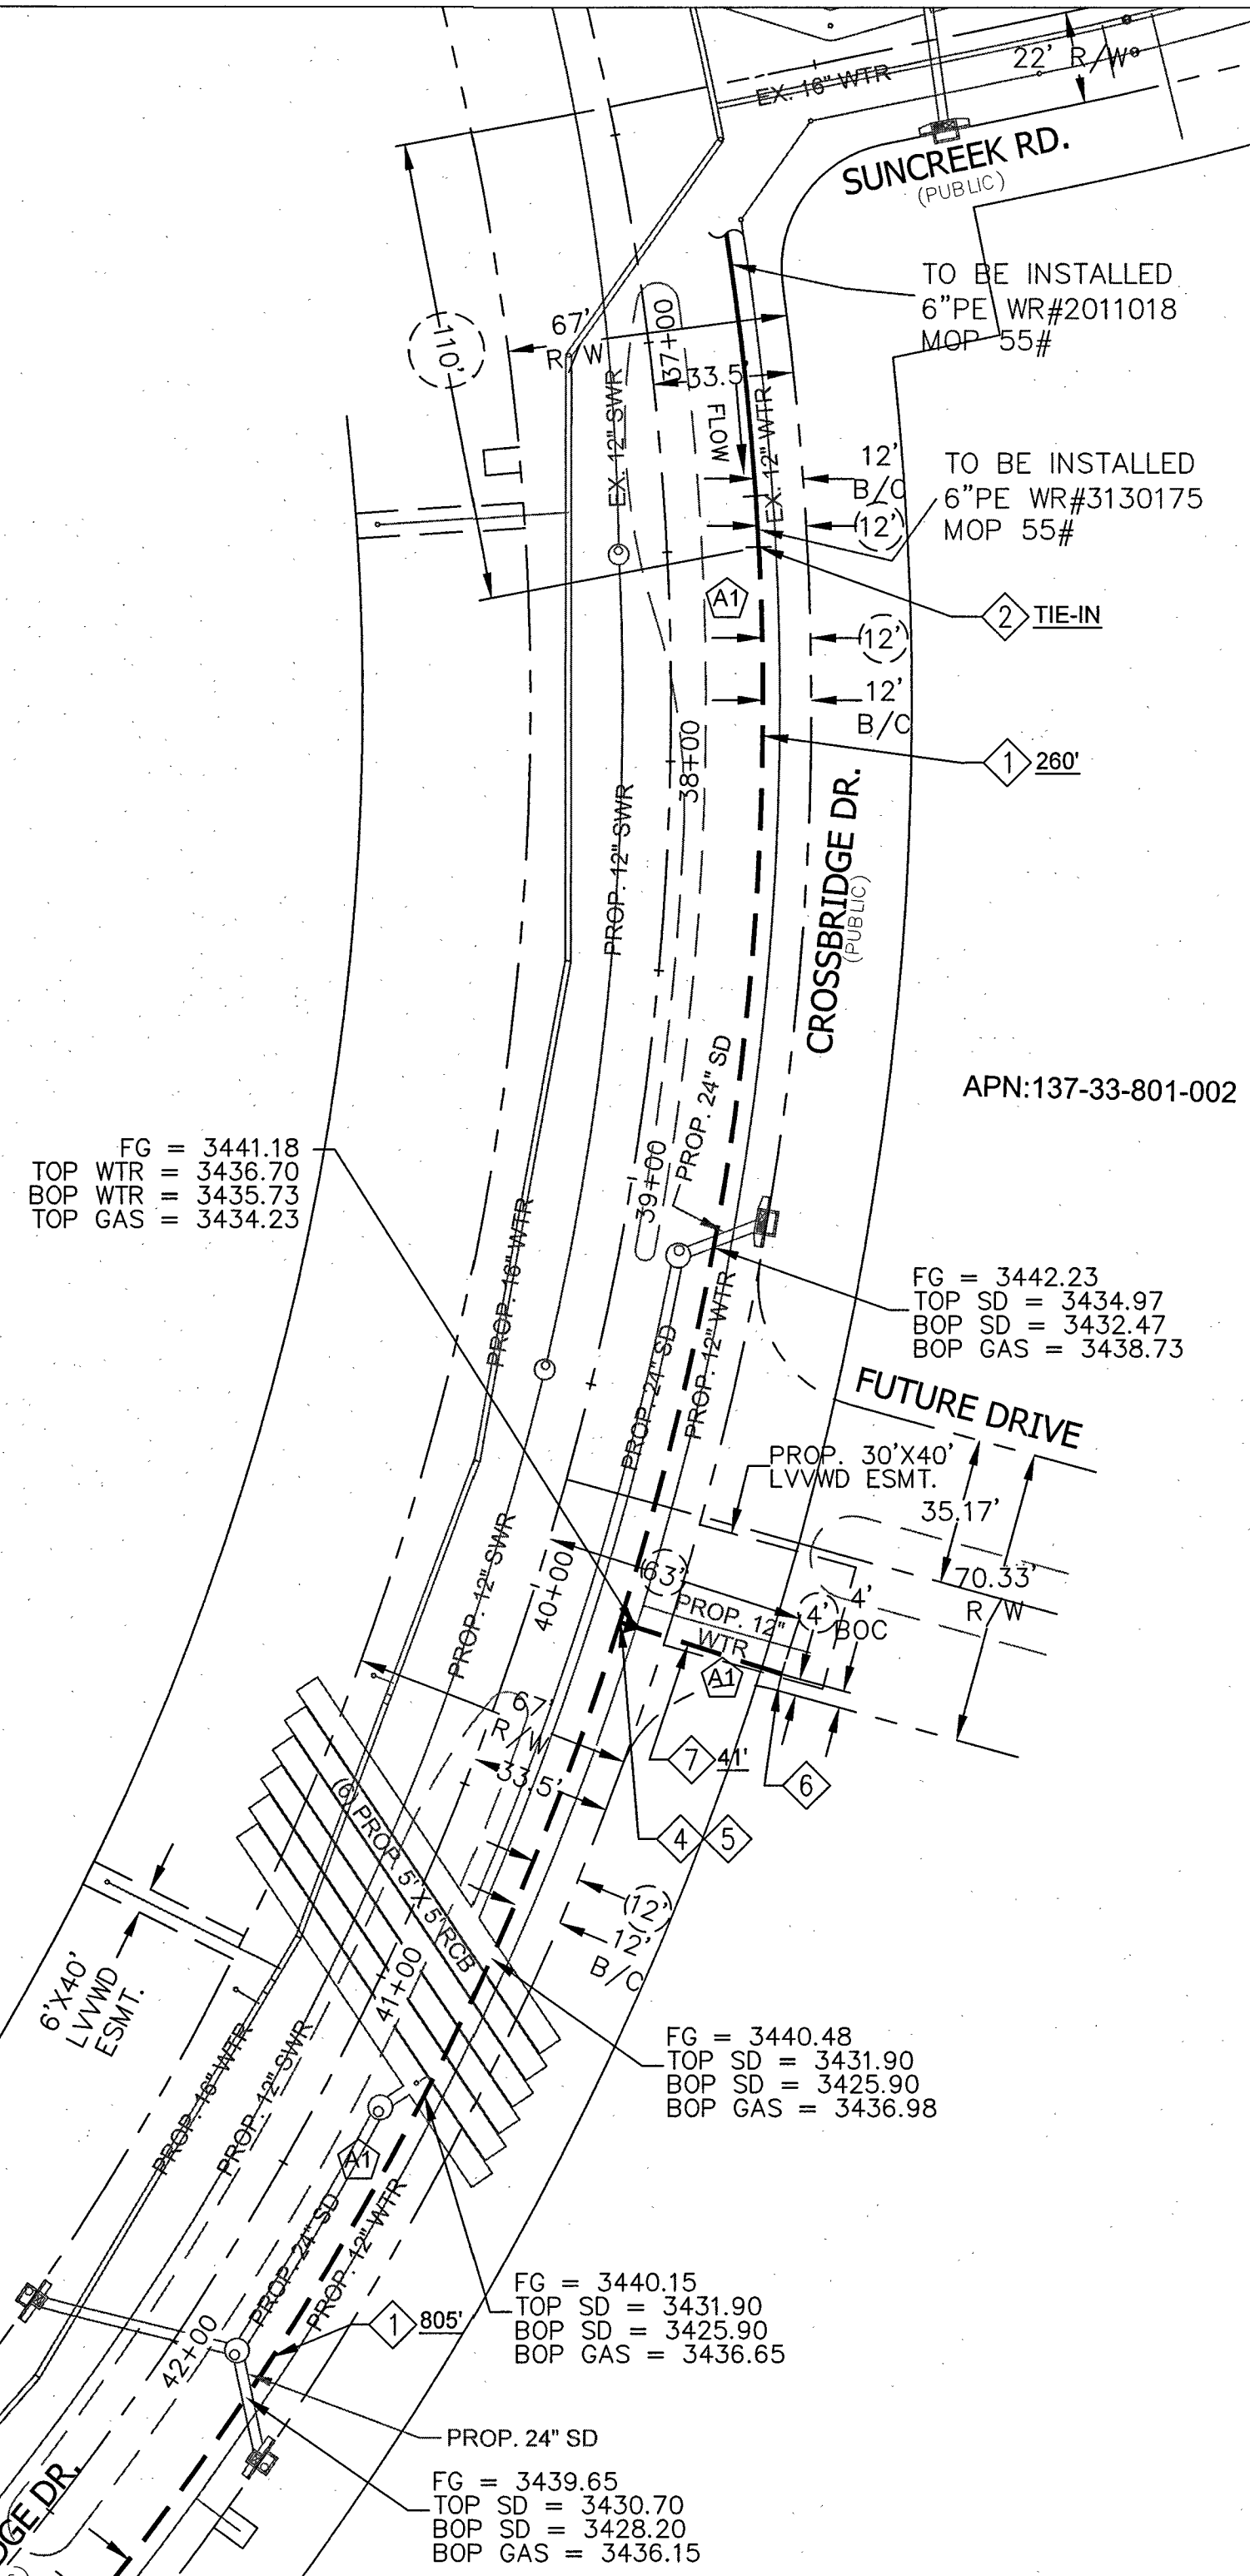 EX. 16" WTR
22' R/W
SUNCREEK RD.
(PUBLIC)
TO BE INSTALLED
6"PE WR#2011018
MOP 55#
110'
67'
R/W
37+00
33.5'
EX. 12" SWR
FLOW
EX. 12" WTR
12'
B/C
(12')
TO BE INSTALLED
6"PE WR#3130175
MOP 55#
A1
2 TIE-IN
(12')
12'
B/C
1 260'
38+00
PROP. 12" SWR
CROSSBRIDGE DR.
(PUBLIC)
APN:137-33-801-002
PROP. 24" SD
39+00
FG = 3441.18
TOP WTR = 3436.70
BOP WTR = 3435.73
TOP GAS = 3434.23
PROP. 16" WTR
FG = 3442.23
TOP SD = 3434.97
BOP SD = 3432.47
BOP GAS = 3438.73
PROP. 24" SD
PROP. 12" WTR
FUTURE DRIVE
PROP. 30'X40'
LVVWD ESMT.
35.17'
70.33'
R/W
PROP. 12" SWR
40+00
(63')
PROP. 12"
WTR
(4')
4'
BOC
A1
67'
R/W
33.5'
7 41'
6
4 5
(6) PROP. 5' X 5' RCB
(12')
12'
B/C
6'X40'
LVVWD
ESMT.
41+00
FG = 3440.48
TOP SD = 3431.90
BOP SD = 3425.90
BOP GAS = 3436.98
PROP. 16" WTR
PROP. 12" SWR
A1
PROP. 24" SD
PROP. 12" WTR
FG = 3440.15
TOP SD = 3431.90
BOP SD = 3425.90
BOP GAS = 3436.65
1 805'
42+00
PROP. 24" SD
FG = 3439.65
TOP SD = 3430.70
BOP SD = 3428.20
BOP GAS = 3436.15
DGE DR.